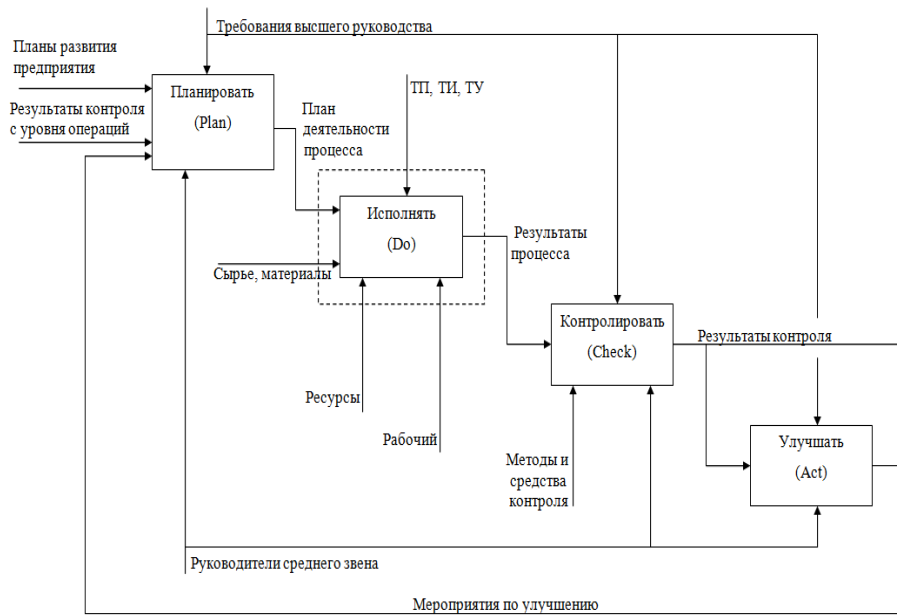 Требования высшего руководства
Планы развития
предприятия
Планировать
(Plan)
Результаты контроля
с уровня операций
ТП, ТИ, ТУ
План
деятельности
процесса
Исполнять
(Do)
Результаты
процесса
Сырье, материалы
Контролировать
(Check)
Результаты контроля
Ресурсы
Рабочий
Методы и
средства
контроля
Улучшать
(Act)
Руководители среднего звена
Мероприятия по улучшению